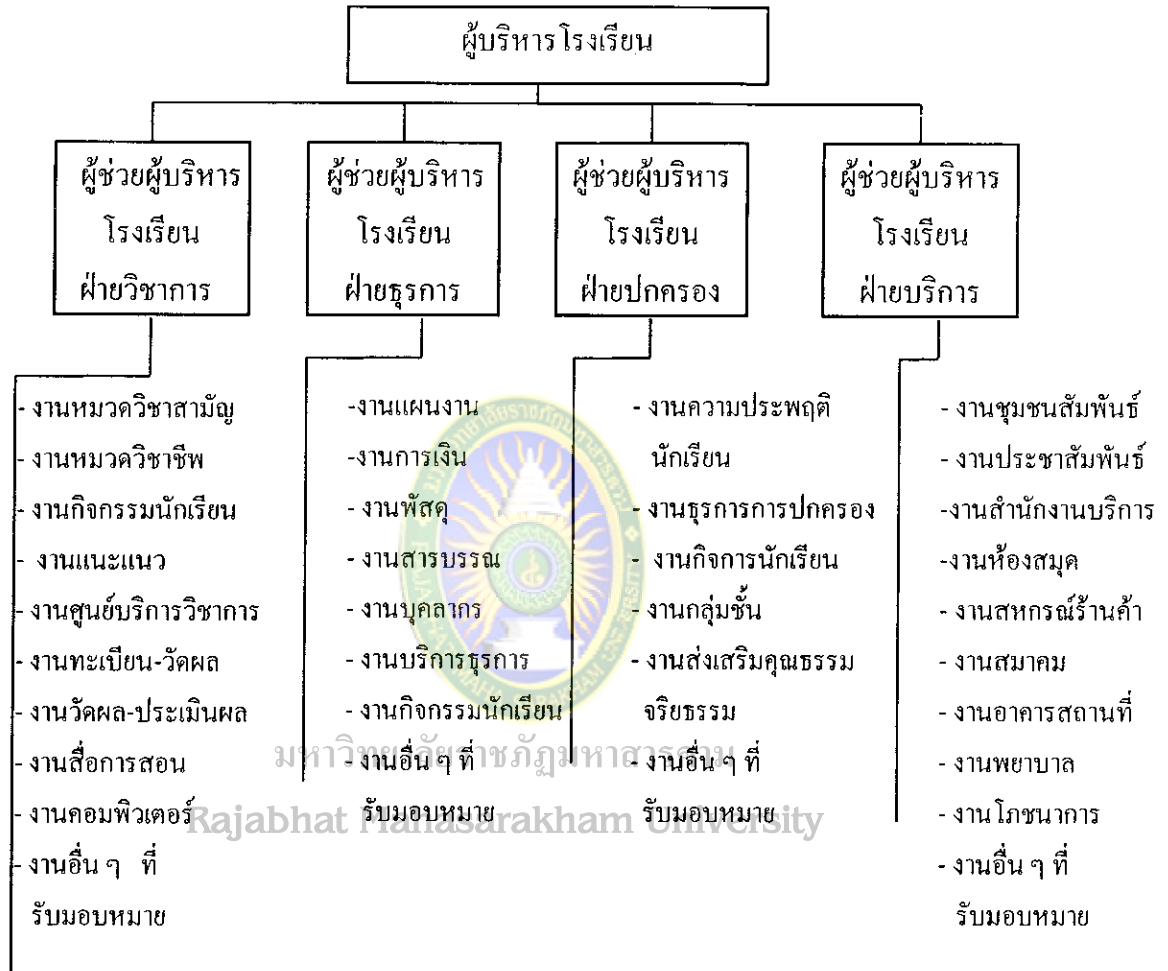 ผู้บริหารโรงเรียน
ผู้ช่วยผู้บริหาร
โรงเรียน
ฝ่ายวิชาการ
ผู้ช่วยผู้บริหาร
โรงเรียน
ฝ่ายธุรการ
ผู้ช่วยผู้บริหาร
โรงเรียน
ฝ่ายปกครอง
ผู้ช่วยผู้บริหาร
โรงเรียน
ฝ่ายบริการ
- งานหมวดวิชาสามัญ
- งานหมวดวิชาชีพ
- งานกิจกรรมนักเรียน
- งานแนะแนว
- งานศูนย์บริการวิชาการ
- งานทะเบียน-วัดผล
- งานวัดผล-ประเมินผล
- งานสื่อการสอน
- งานคอมพิวเตอร์
- งานอื่น ๆ ที่
รับมอบหมาย
-งานแผนงาน
-งานการเงิน
- งานพัสดุ
- งานสารบรรณ
- งานบุคลากร
- งานบริการธุรการ
- งานกิจกรรมนักเรียน
- งานอื่น ๆ ที่
รับมอบหมาย
- งานความประพฤติ
นักเรียน
- งานธุรการการปกครอง
- งานกิจการนักเรียน
- งานกลุ่มชั้น
- งานส่งเสริมคุณธรรม
จริยธรรม
- งานอื่น ๆ ที่
รับมอบหมาย
- งานชุมชนสัมพันธ์
- งานประชาสัมพันธ์
-งานสำนักงานบริการ
-งานห้องสมุด
- งานสหกรณ์ร้านค้า
- งานสมาคม
- งานอาคารสถานที่
- งานพยาบาล
- งานโภชนาการ
- งานอื่น ๆ ที่
รับมอบหมาย
มหาวิทยาลัยราชภัฏมหาสารคาม
Rajabhat Mahasarakham University